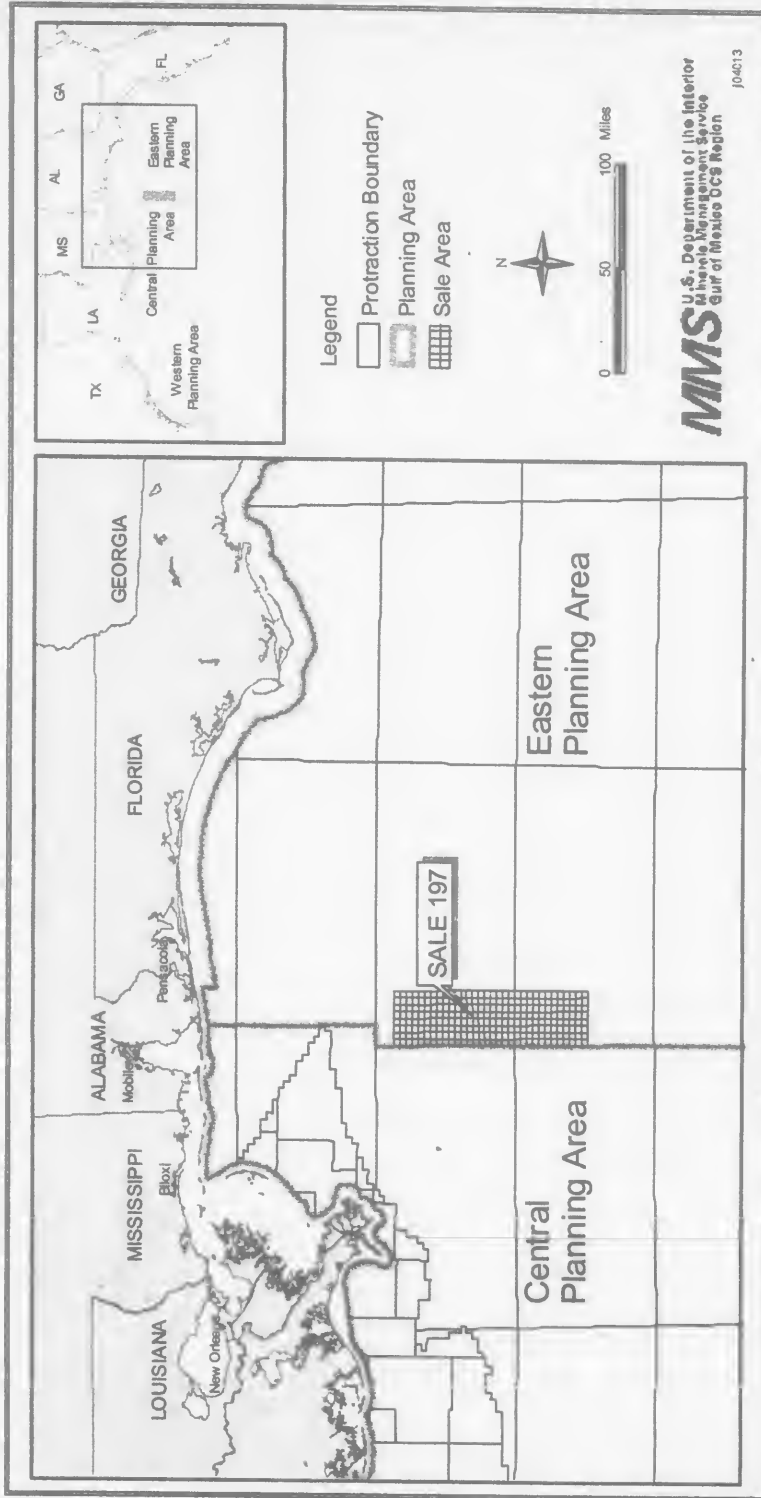 LOUISIANA
MISSISSIPPI
ALABAMA
FLORIDA
GEORGIA
New Orleans
Biloxi
Mobile
Pensacola
SALE 197
Central
Planning Area
Eastern
Planning Area
TX
LA
MS
AL
GA
FL
Western
Planning Area
Central Planning
Area
Eastern
Planning
Area
Legend
Protraction Boundary
Planning Area
Sale Area
N
0
50
100
Miles
MMS
U.S. Department of the Interior
Minerals Management Service
Gulf of Mexico OCS Region
j04013